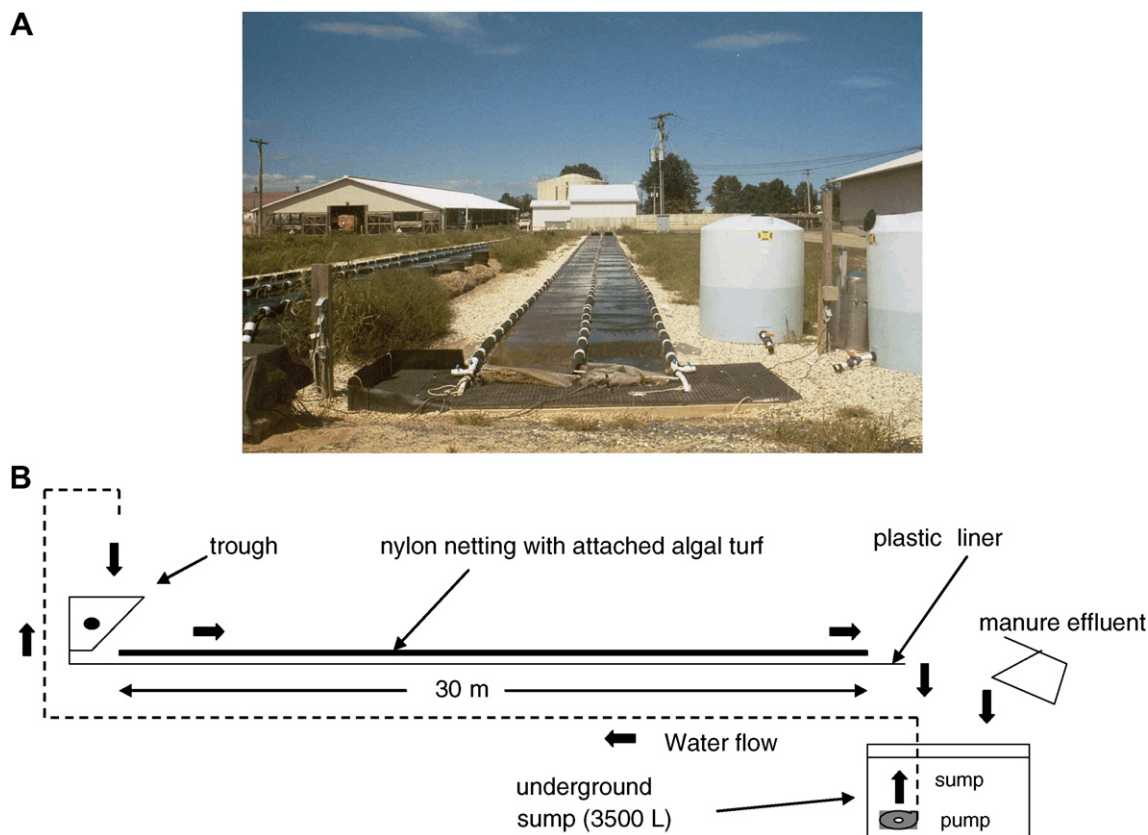 A
B
trough
nylon netting with attached algal turf
plastic liner
manure effluent
30 m
Water flow
underground
sump (3500 L)
sump
pump